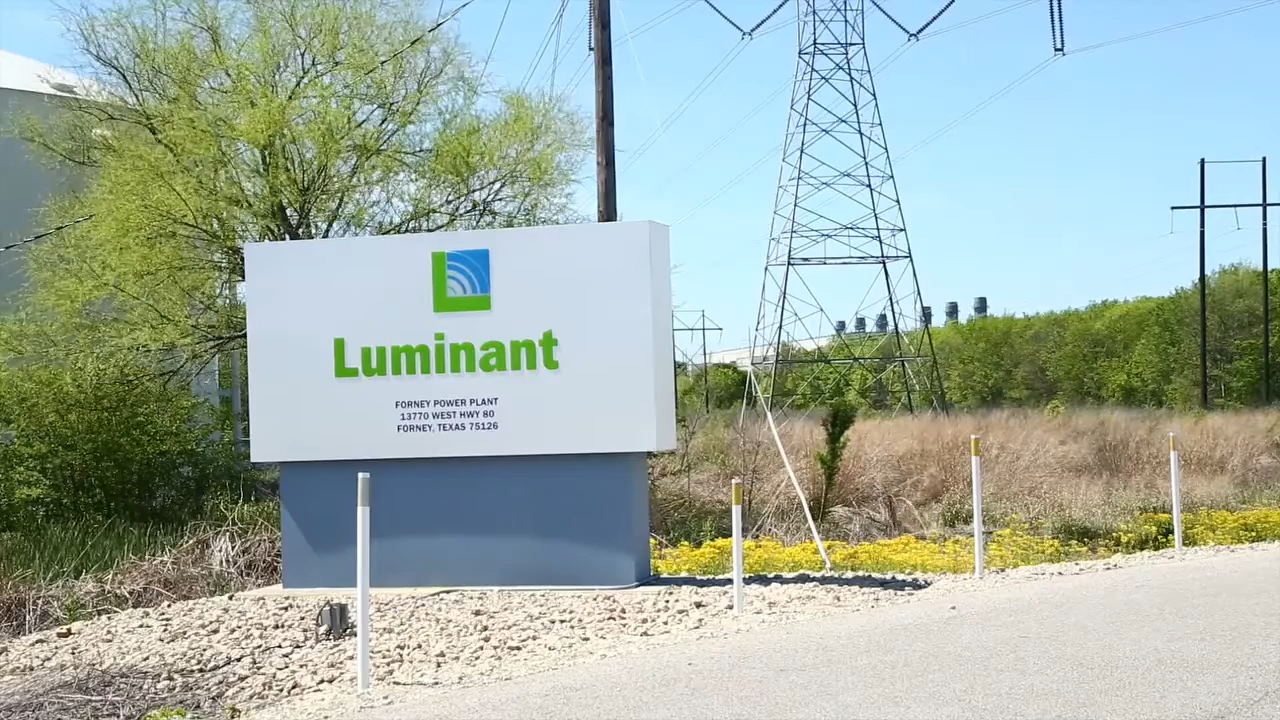 Luminant
FORNEY POWER PLANT
13770 WEST HWY 80
FORNEY, TEXAS 75126